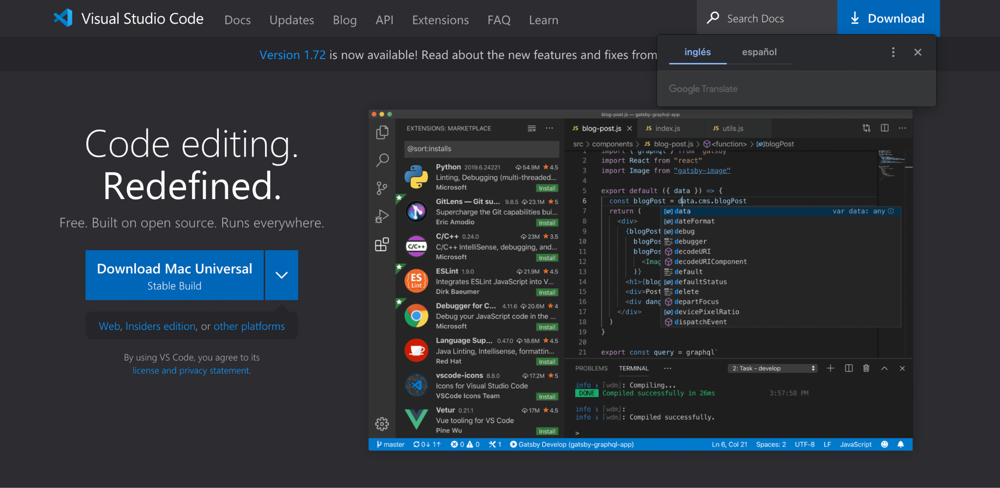 Visual Studio Code Docs Updates Blog API Extensions FAQ Learn Search Docs Download
Version 1.72 is now available! Read about the new features and fixes from
inglés español
Google Translate
Code editing.
Redefined.
Free. Built on open source. Runs everywhere.
Download Mac Universal
Stable Build
Web, Insiders edition, or other platforms
By using VS Code, you agree to its
license and privacy statement.
blog-post.js — gatsby-graphql-app
EXTENSIONS: MARKETPLACE
@sort:installs
Python 2019.6.24221 54.9M ★4.5
Linting, Debugging (multi-threaded...
Microsoft Install
GitLens — Git su... 9.8.5 23.1M ★5
Supercharge the Git capabilities bui...
Eric Amodio Install
C/C++
C/C++ 0.24.0 23M ★3.5
C/C++ IntelliSense, debugging, and...
Microsoft Install
ES
Lint
ESLint 1.9.0 21.9M ★4.5
Integrates ESLint JavaScript into V...
Dirk Baeumer Install
Debugger for C... 4.11.6 20.6M ★4
Debug your JavaScript code in the ...
Microsoft Install
Language Sup... 0.47.0 18.6M ★4.5
Java Linting, Intellisense, formattin...
Red Hat Install
vscode-icons 8.8.0 17.2M ★5
Icons for Visual Studio Code
VSCode Icons Team Install
Vetur 0.21.1 17M ★4.5
Vue tooling for VS Code
Pine Wu Install
JS blog-post.js JS index.js JS utils.js
src > components > JS blog-post.js > <function> > blogPost
1 import { graphql } from "gatsby"
2 import React from "react"
3 import Image from "gatsby-image"
4
5 export default ({ data }) => {
6 const blogPost = data.cms.blogPost
7 return (
8 <div>
9 {blogPost
10 blogPos
11 blogPos
12 <Imag
13 )}
14 <h1>{blog
15 <div>Post
16 <div dang
17 </div>
18 )
19 }
20
21 export const query = graphql`
data var data: any
dateFormat
debug
debugger
decodeURI
decodeURIComponent
default
defaultStatus
delete
departFocus
devicePixelRatio
dispatchEvent
PROBLEMS TERMINAL ··· 2: Task - develop
info i ｢wdm｣: Compiling...
DONE Compiled successfully in 26ms 3:57:58 PM
info i ｢wdm｣:
info i ｢wdm｣: Compiled successfully.
>
master 0↓ 1↑ 0 0 1 Gatsby Develop (gatsby-graphql-app) Ln 6, Col 21 Spaces: 2 UTF-8 LF JavaScript